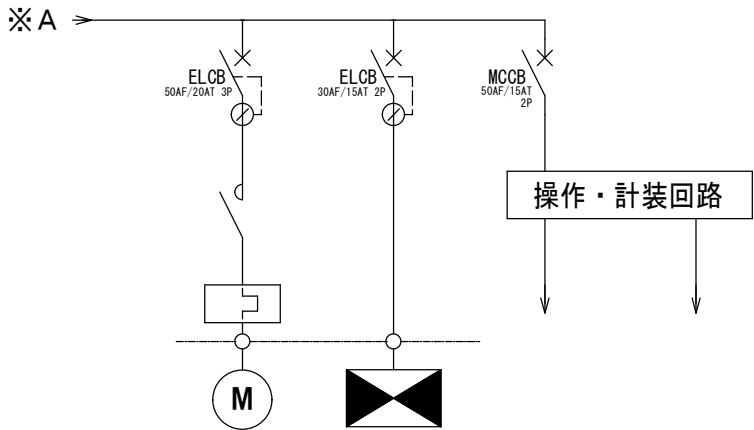 ※A
ELCB
50AF/20AT 3P
ELCB
30AF/15AT 2P
MCCB
50AF/15AT
2P
操作・計装回路
M